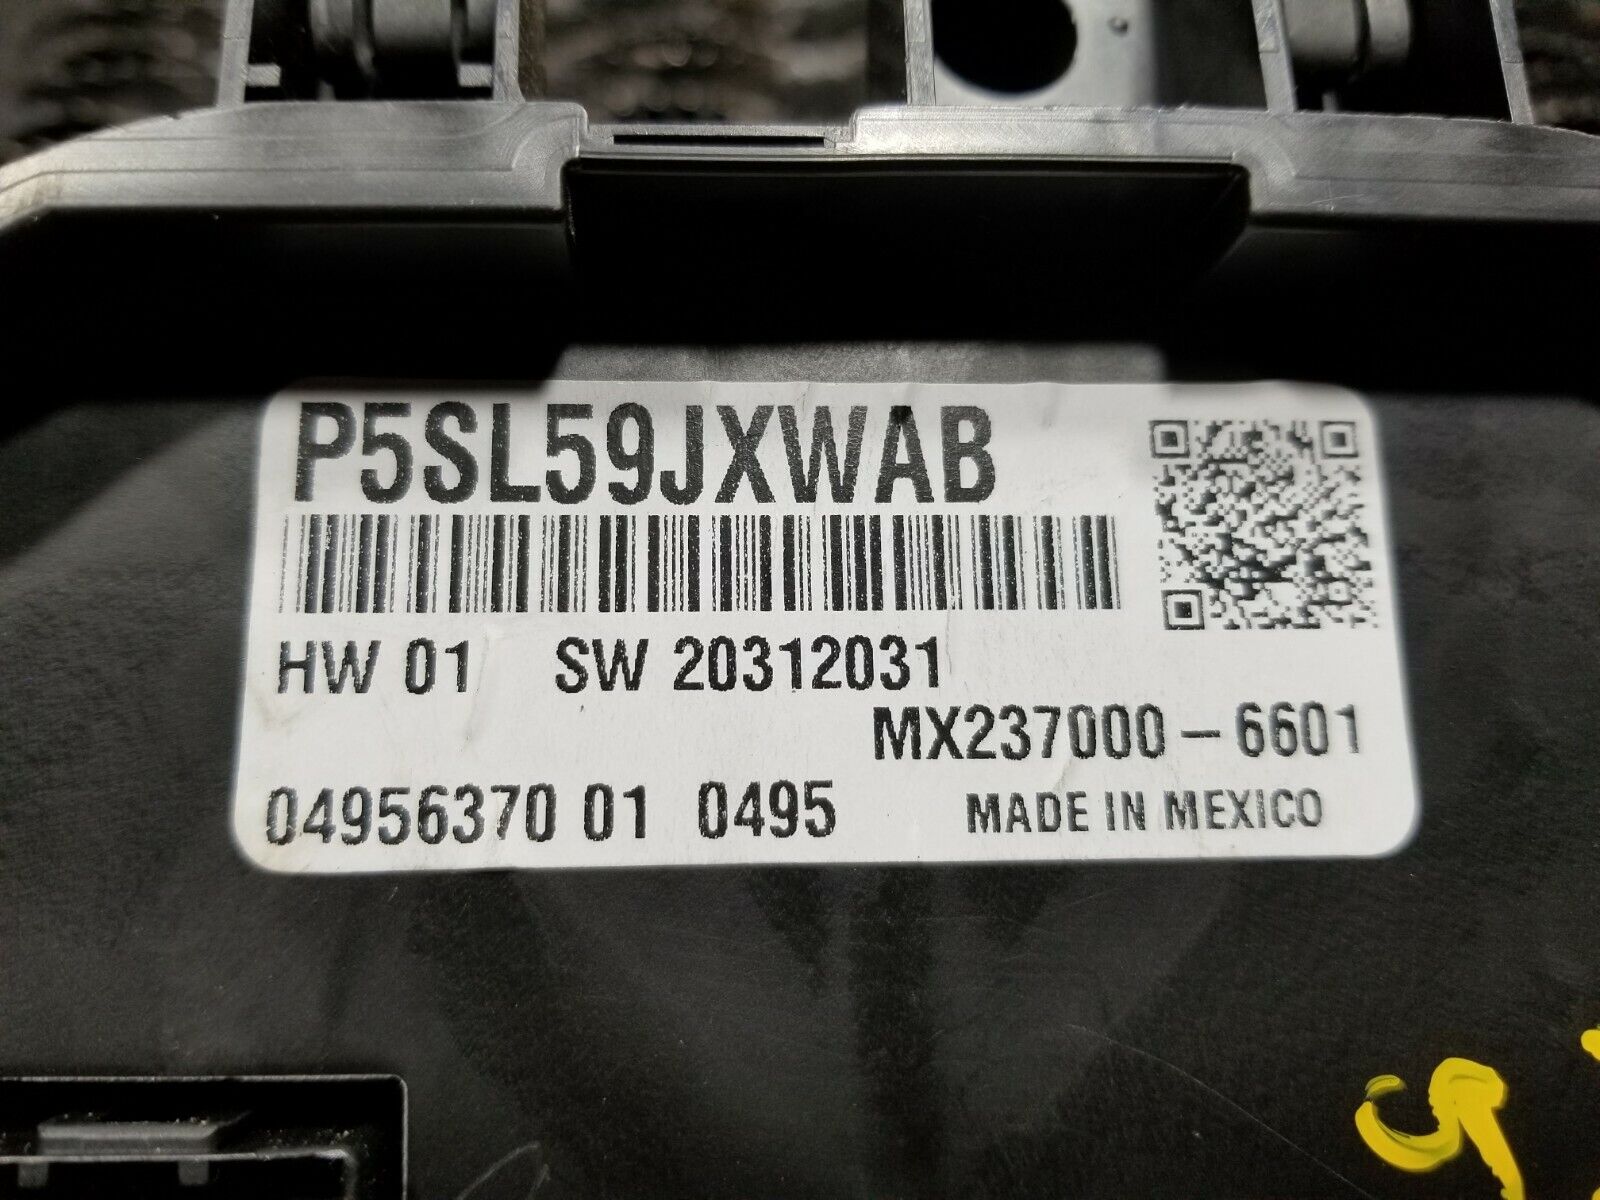 P5SL59JXWAB
HW 01 SW 20312031
MX237000-6601
04956370 01 0495
MADE IN MEXICO